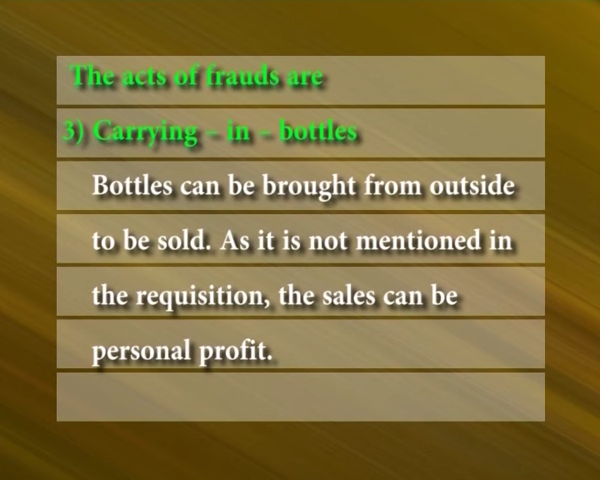 The acts of frauds are
3) Carrying – in – bottles
Bottles can be brought from outside
to be sold. As it is not mentioned in
the requisition, the sales can be
personal profit.